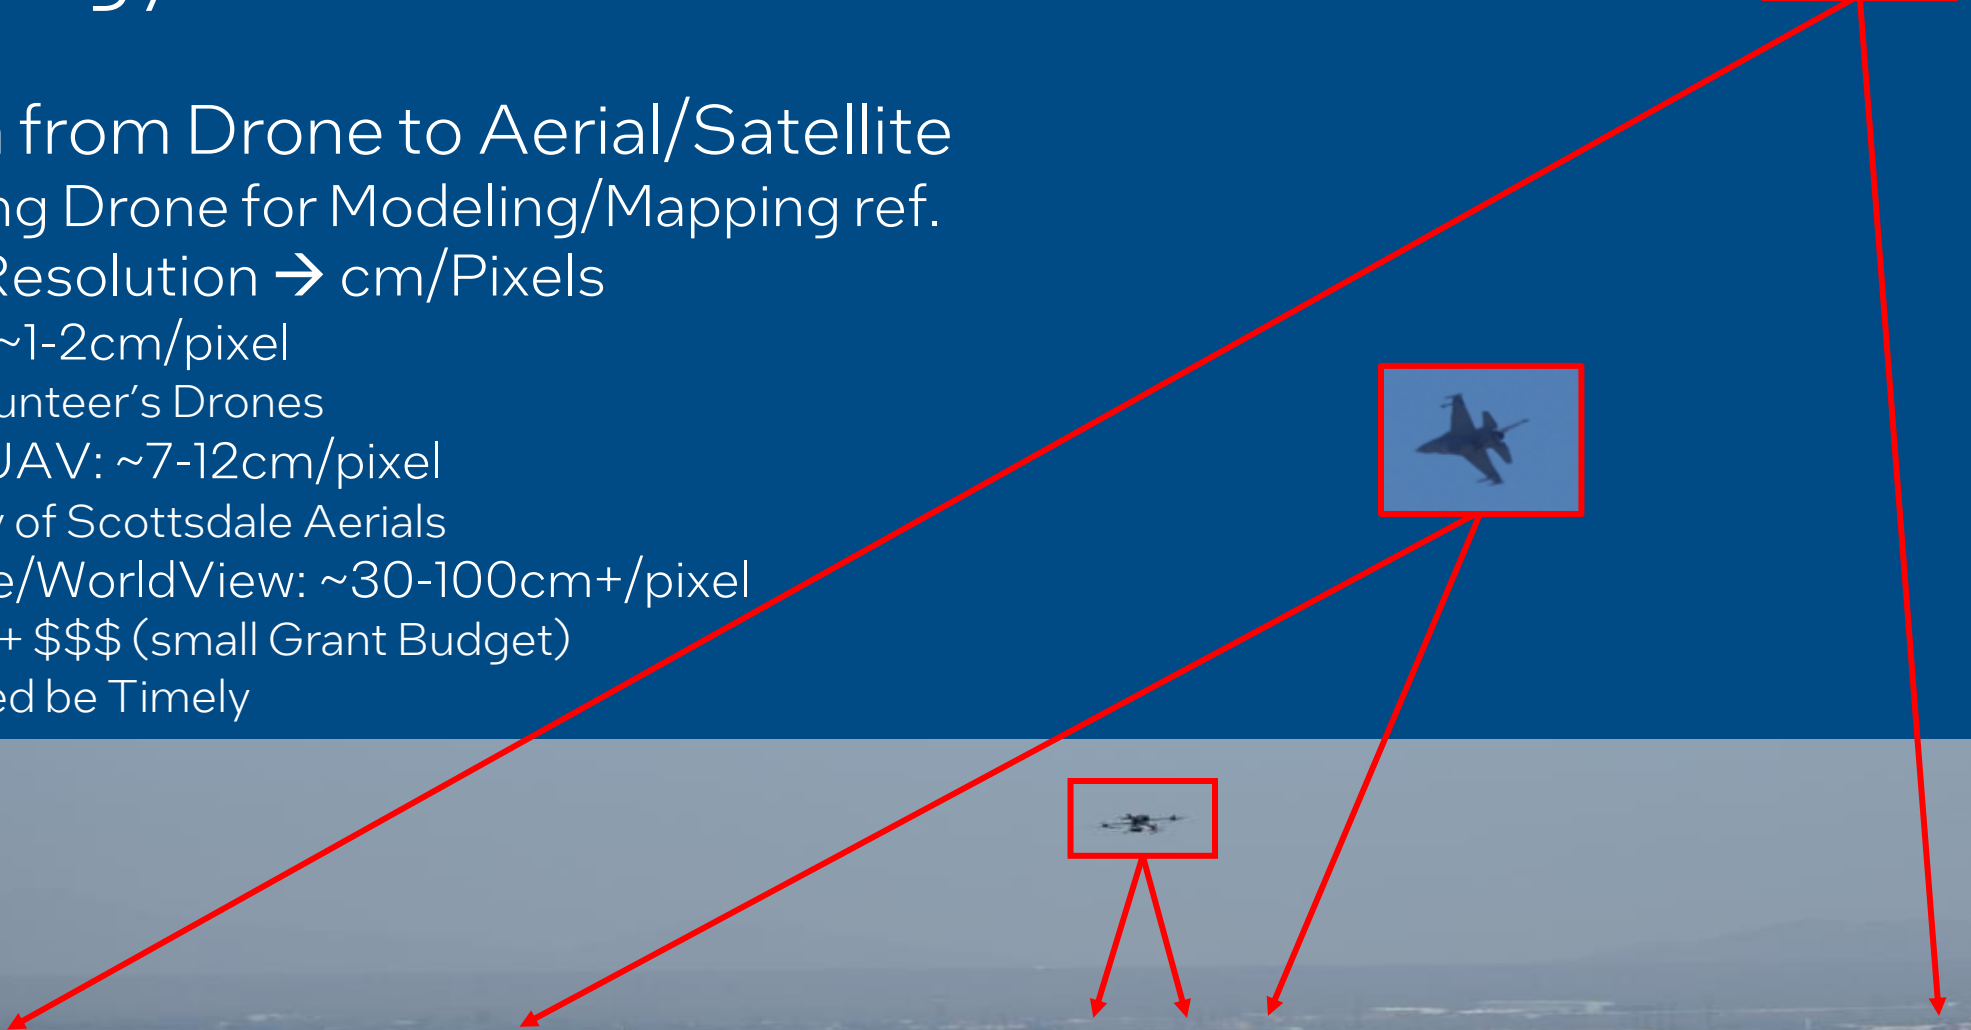 from Drone to Aerial/Satellite
ng Drone for Modeling/Mapping ref.
Resolution → cm/Pixels
~1-2cm/pixel
unteer’s Drones
UAV: ~7-12cm/pixel
of Scottsdale Aerials
e/WorldView: ~30-100cm+/pixel
+ $$$ (small Grant Budget)
ed be Timely